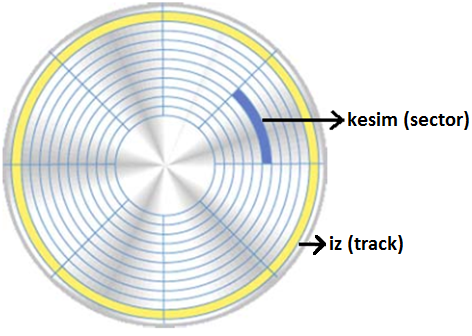 kesim (sector)
iz (track)